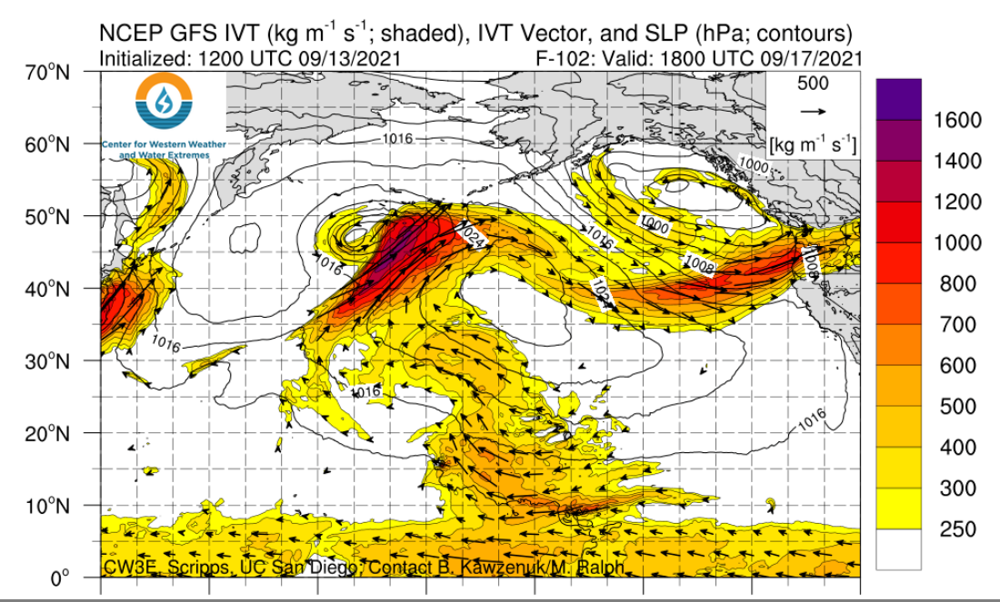 NCEP GFS IVT (kg m⁻¹ s⁻¹; shaded), IVT Vector, and SLP (hPa; contours)
Initialized: 1200 UTC 09/13/2021 F-102: Valid: 1800 UTC 09/17/2021
70°N
60°N
50°N
40°N
30°N
20°N
10°N
0°
Center for Western Weather
and Water Extremes
500
[kg m⁻¹ s⁻¹]
1016
1000
1000
1016
1024
1016
1008
1008
1016
1016
1016
CW3E, Scripps, UC San Diego; Contact B. Kawzenuk/M. Ralph
1600
1400
1200
1000
800
700
600
500
400
300
250